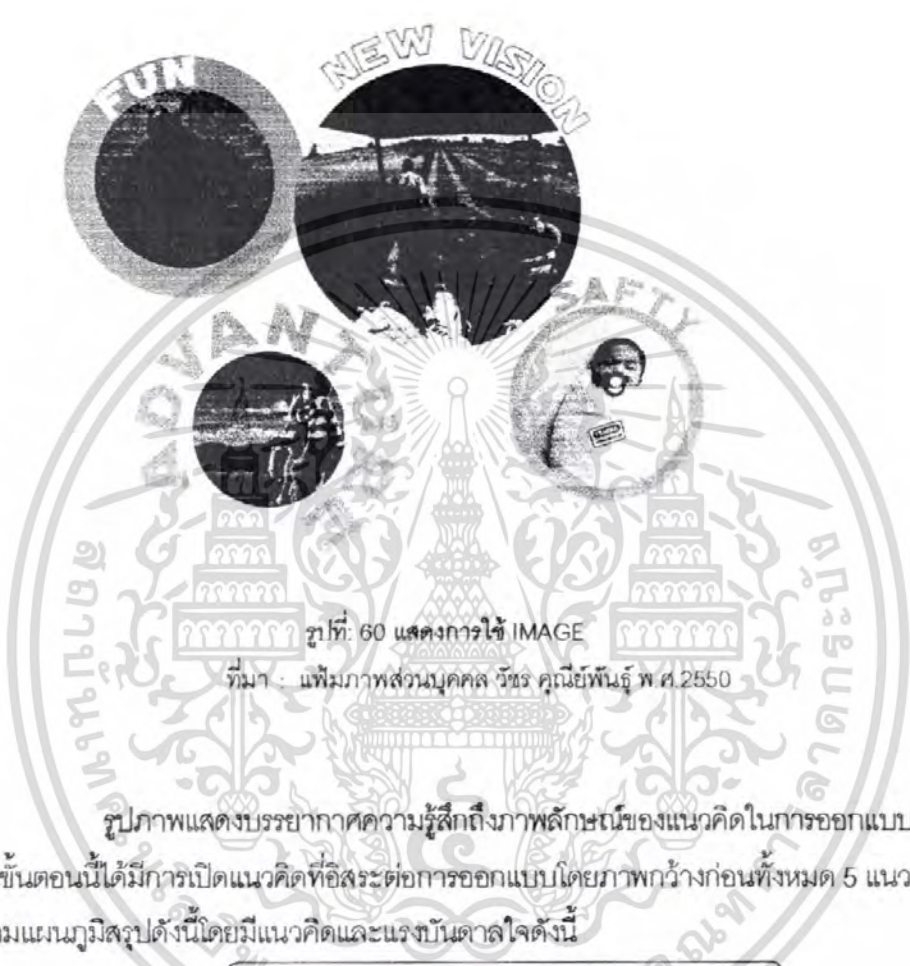 FUN
NEW VISION
ADVANTAGE
SAFTY
รูปที่: 60 แสดงการใช้ IMAGE
ที่มา : แฟ้มภาพส่วนบุคคล วัชร คุณีย์พันธุ์ พ.ศ.2550
รูปภาพแสดงบรรยากาศความรู้สึกถึงภาพลักษณ์ของแนวคิดในการออกแบบ
ขั้นตอนนี้ได้มีการเปิดแนวคิดที่อิสระต่อการออกแบบโดยภาพกว้างก่อนทั้งหมด 5 แนว
ามแผนภูมิสรุปดังนี้โดยมีแนวคิดและแรงบันดาลใจดังนี้